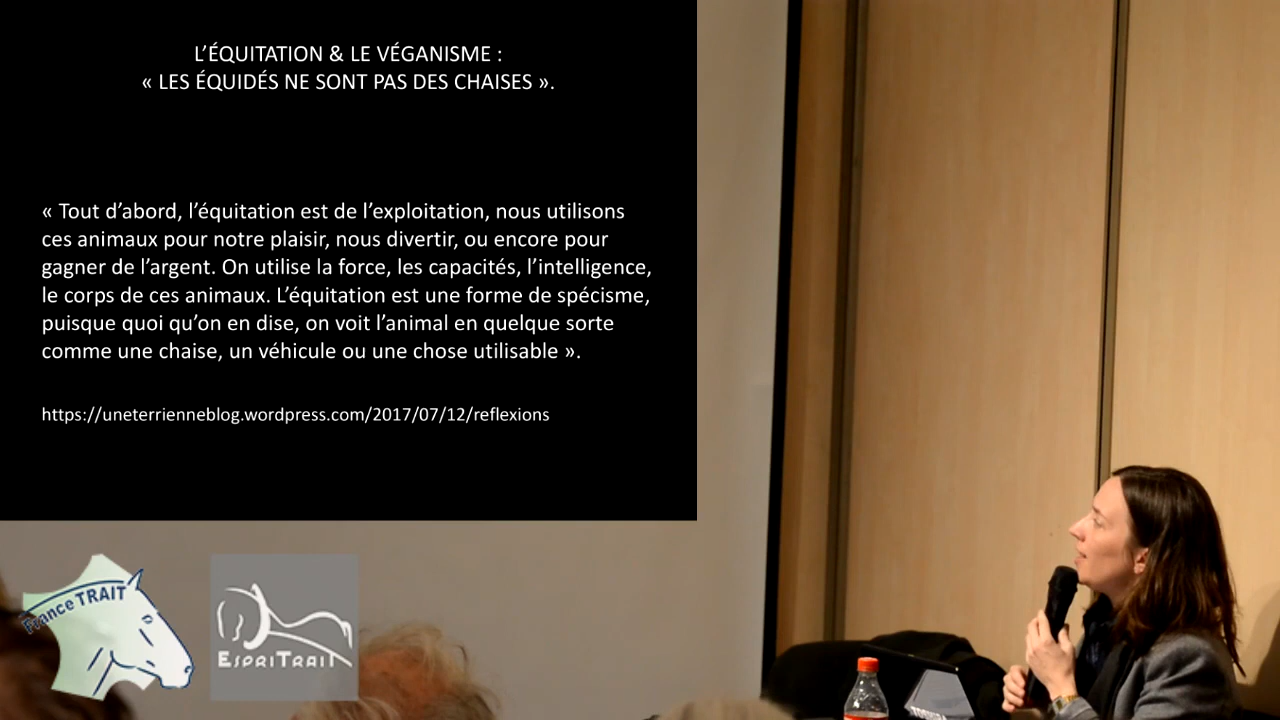 L’ÉQUITATION & LE VÉGANISME :
« LES ÉQUIDÉS NE SONT PAS DES CHAISES ».
« Tout d’abord, l’équitation est de l’exploitation, nous utilisons
ces animaux pour notre plaisir, nous divertir, ou encore pour
gagner de l’argent. On utilise la force, les capacités, l’intelligence,
le corps de ces animaux. L’équitation est une forme de spécisme,
puisque quoi qu’on en dise, on voit l’animal en quelque sorte
comme une chaise, un véhicule ou une chose utilisable ».
https://uneterrienneblog.wordpress.com/2017/07/12/reflexions
France TRAIT
ESPRITRAIT